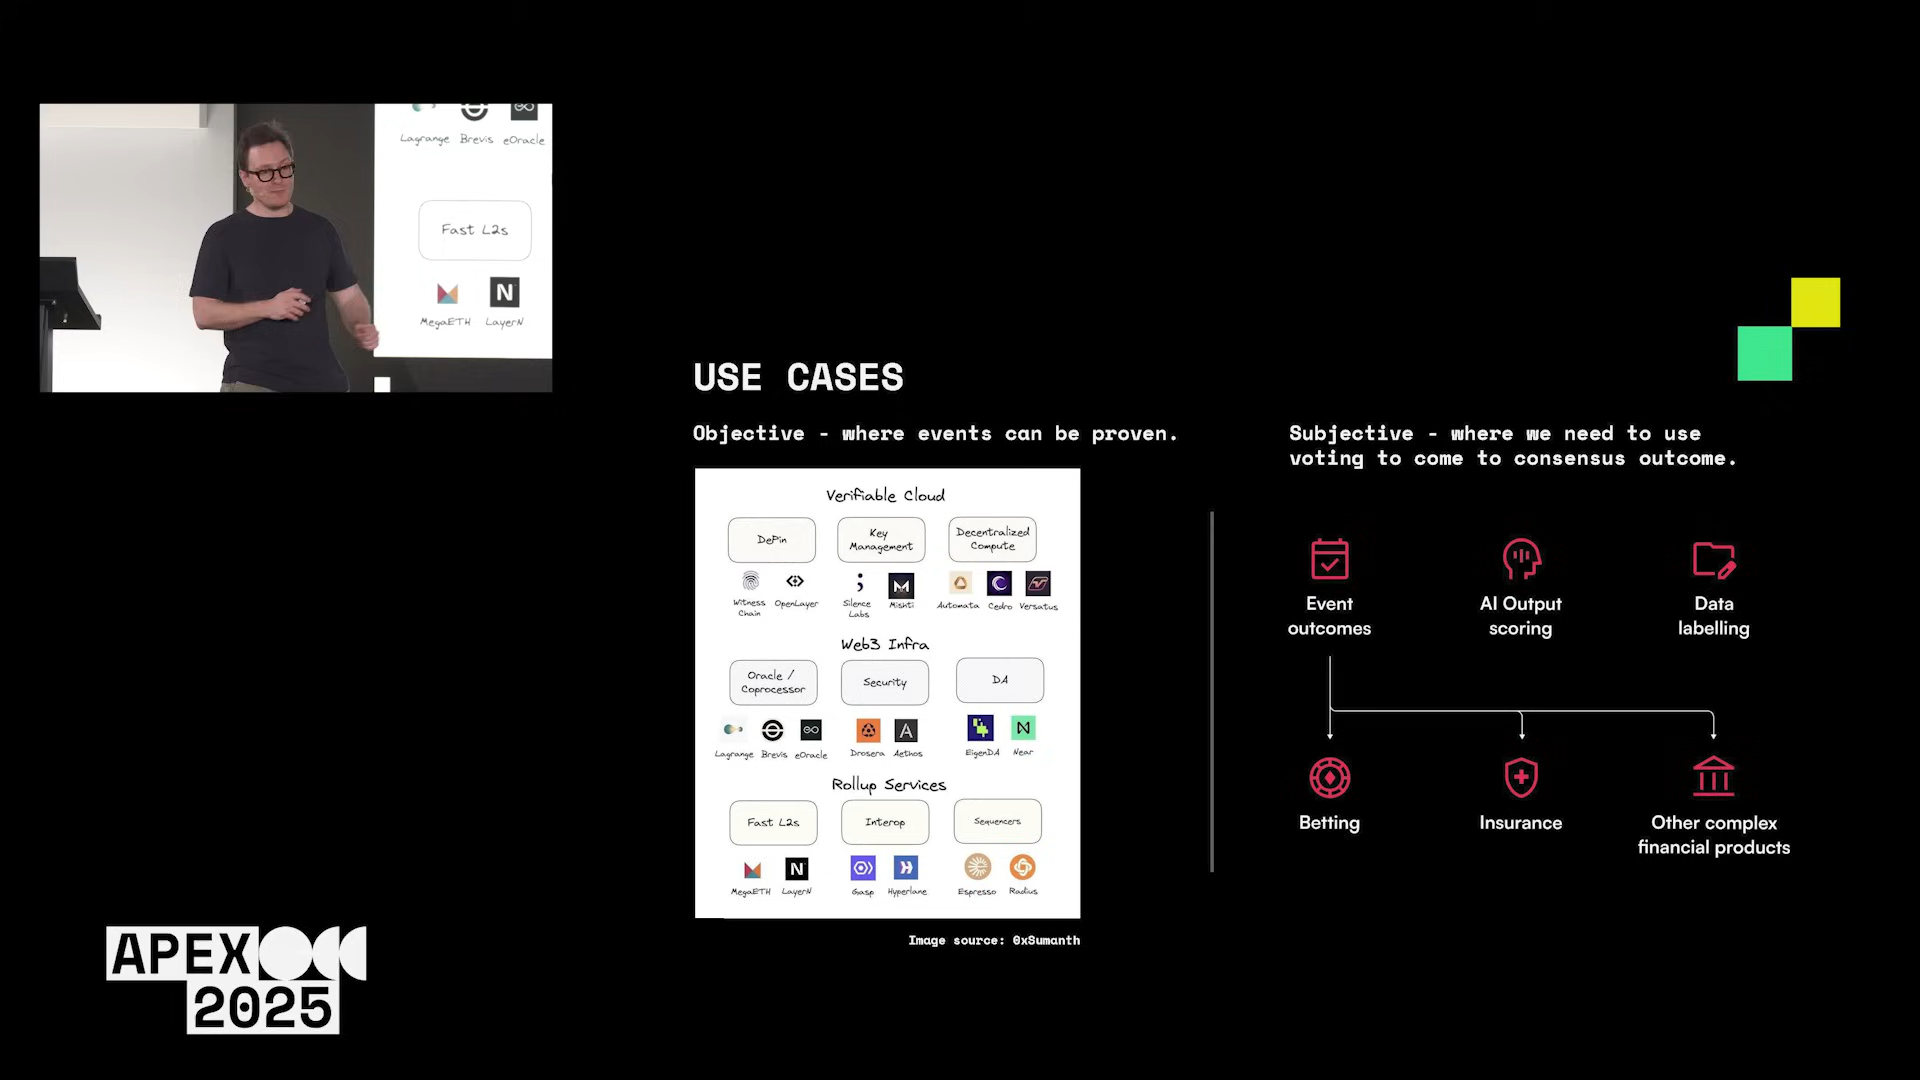 Lagrange Brevis eOracle
Fast L2s
MegaETH LayerN
N
USE CASES
Objective - where events can be proven.
Verifiable Cloud
DePin
Key
Management
Decentralized
Compute
Witness
Chain
OpenLayer
Silence
Labs
Mishti
Automata Cedro Versatus
Web3 Infra
Oracle /
Coprocessor
Security
DA
Lagrange Brevis eOracle
Drosera Aethos
EigenDA Near
Rollup Services
Fast L2s
Interop
Sequencers
N
MegaETH LayerN
Gasp Hyperlane
Espresso Radius
Image source: 0xSumanth
Subjective - where we need to use
voting to come to consensus outcome.
Event
outcomes
AI Output
scoring
Data
labelling
Betting
Insurance
Other complex
financial products
APEX
2025